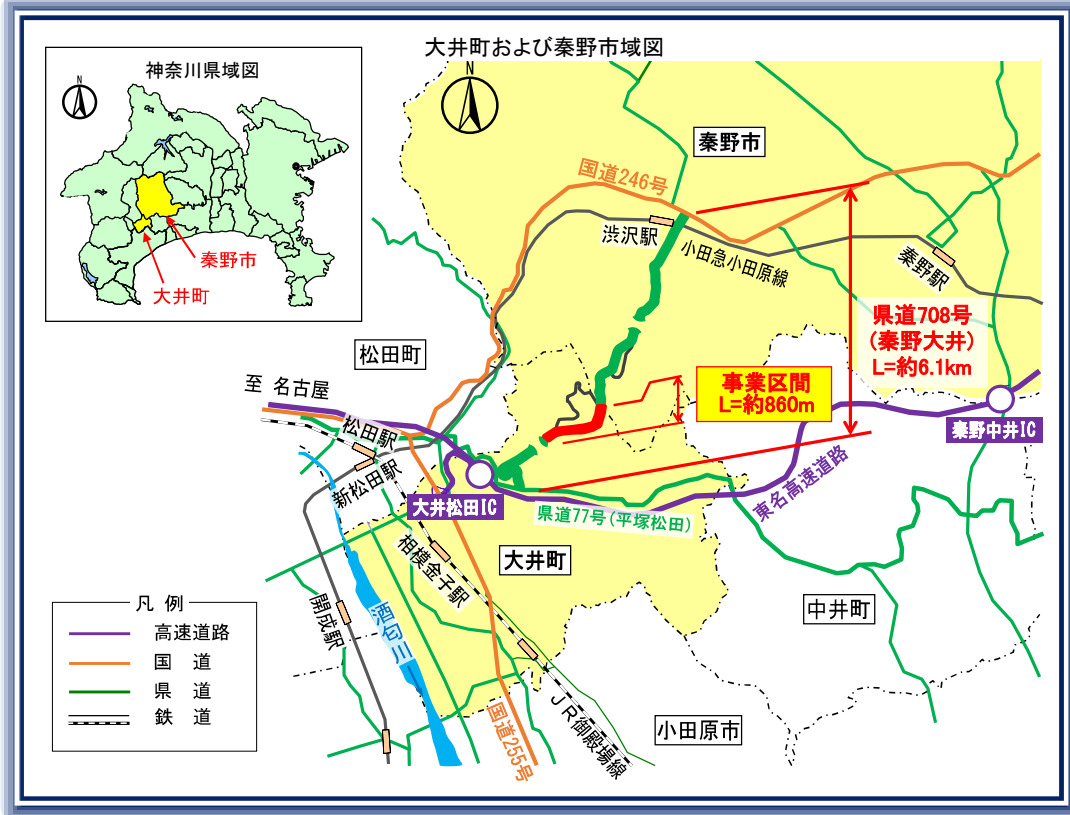 大井町および秦野市域図
神奈川県域図
N
秦野市
大井町
N
秦野市
国道246号
渋沢駅
小田急小田原線
秦野駅
県道708号
(秦野大井)
L=約6.1km
松田町
事業区間
L=約860m
至 名古屋
松田駅
新松田駅
秦野中井IC
大井松田IC
県道77号(平塚松田)
東名高速道路
大井町
相模金子駅
中井町
開成駅
酒匂川
小田原市
国道255号
JR御殿場線
凡 例
高速道路
国 道
県 道
鉄 道